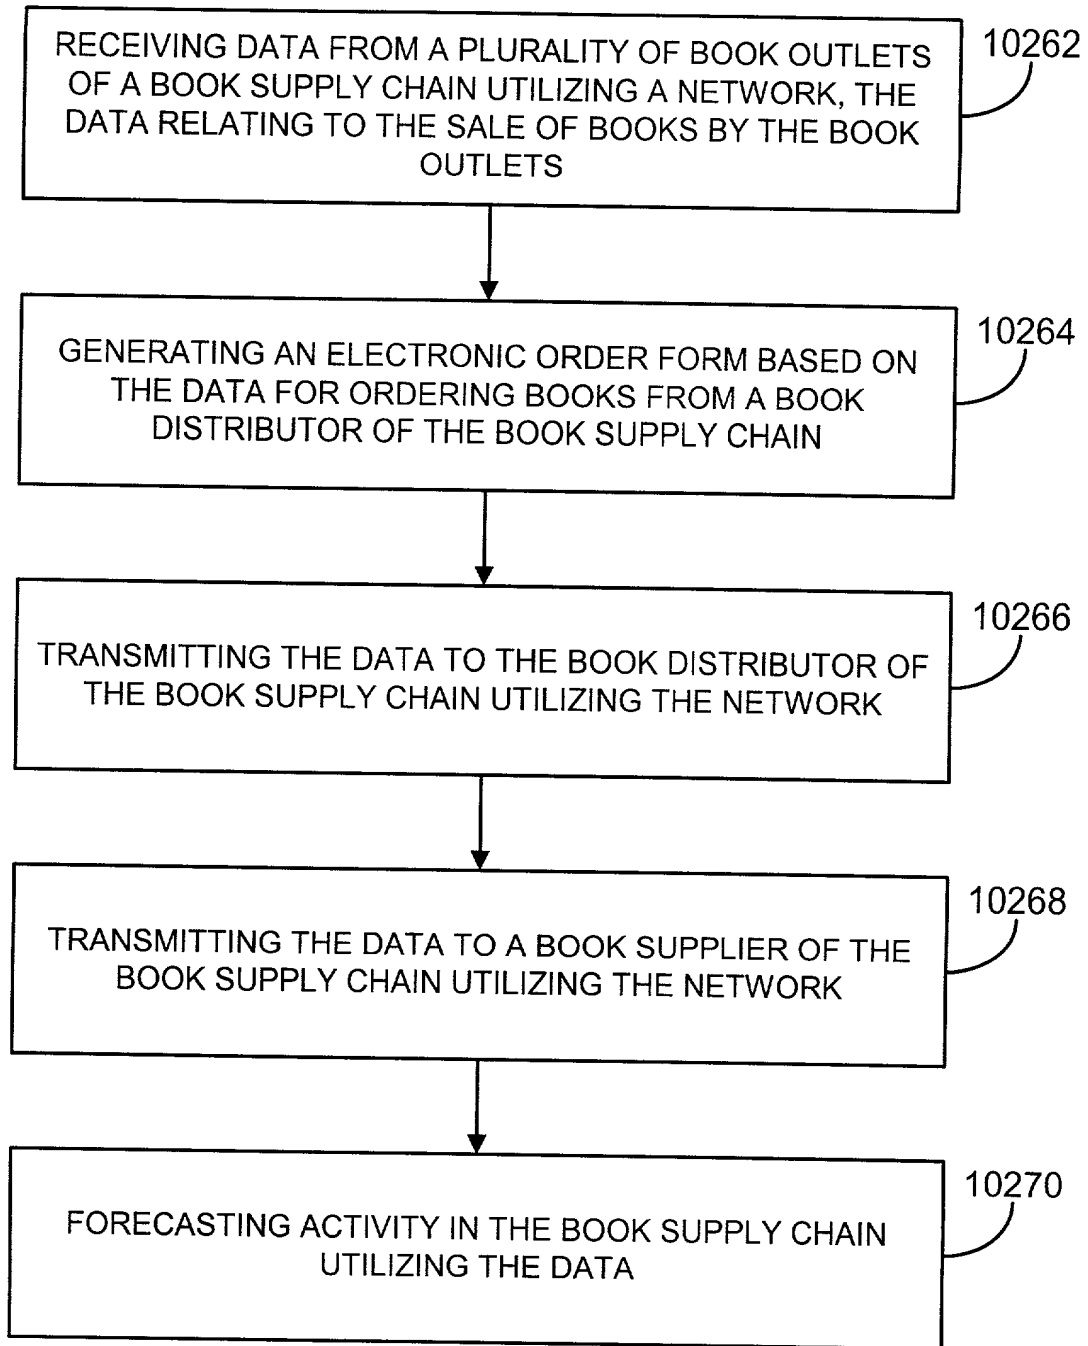 RECEIVING DATA FROM A PLURALITY OF BOOK OUTLETS
OF A BOOK SUPPLY CHAIN UTILIZING A NETWORK, THE
DATA RELATING TO THE SALE OF BOOKS BY THE BOOK
OUTLETS
10262
GENERATING AN ELECTRONIC ORDER FORM BASED ON
THE DATA FOR ORDERING BOOKS FROM A BOOK
DISTRIBUTOR OF THE BOOK SUPPLY CHAIN
10264
TRANSMITTING THE DATA TO THE BOOK DISTRIBUTOR OF
THE BOOK SUPPLY CHAIN UTILIZING THE NETWORK
10266
TRANSMITTING THE DATA TO A BOOK SUPPLIER OF THE
BOOK SUPPLY CHAIN UTILIZING THE NETWORK
10268
FORECASTING ACTIVITY IN THE BOOK SUPPLY CHAIN
UTILIZING THE DATA
10270